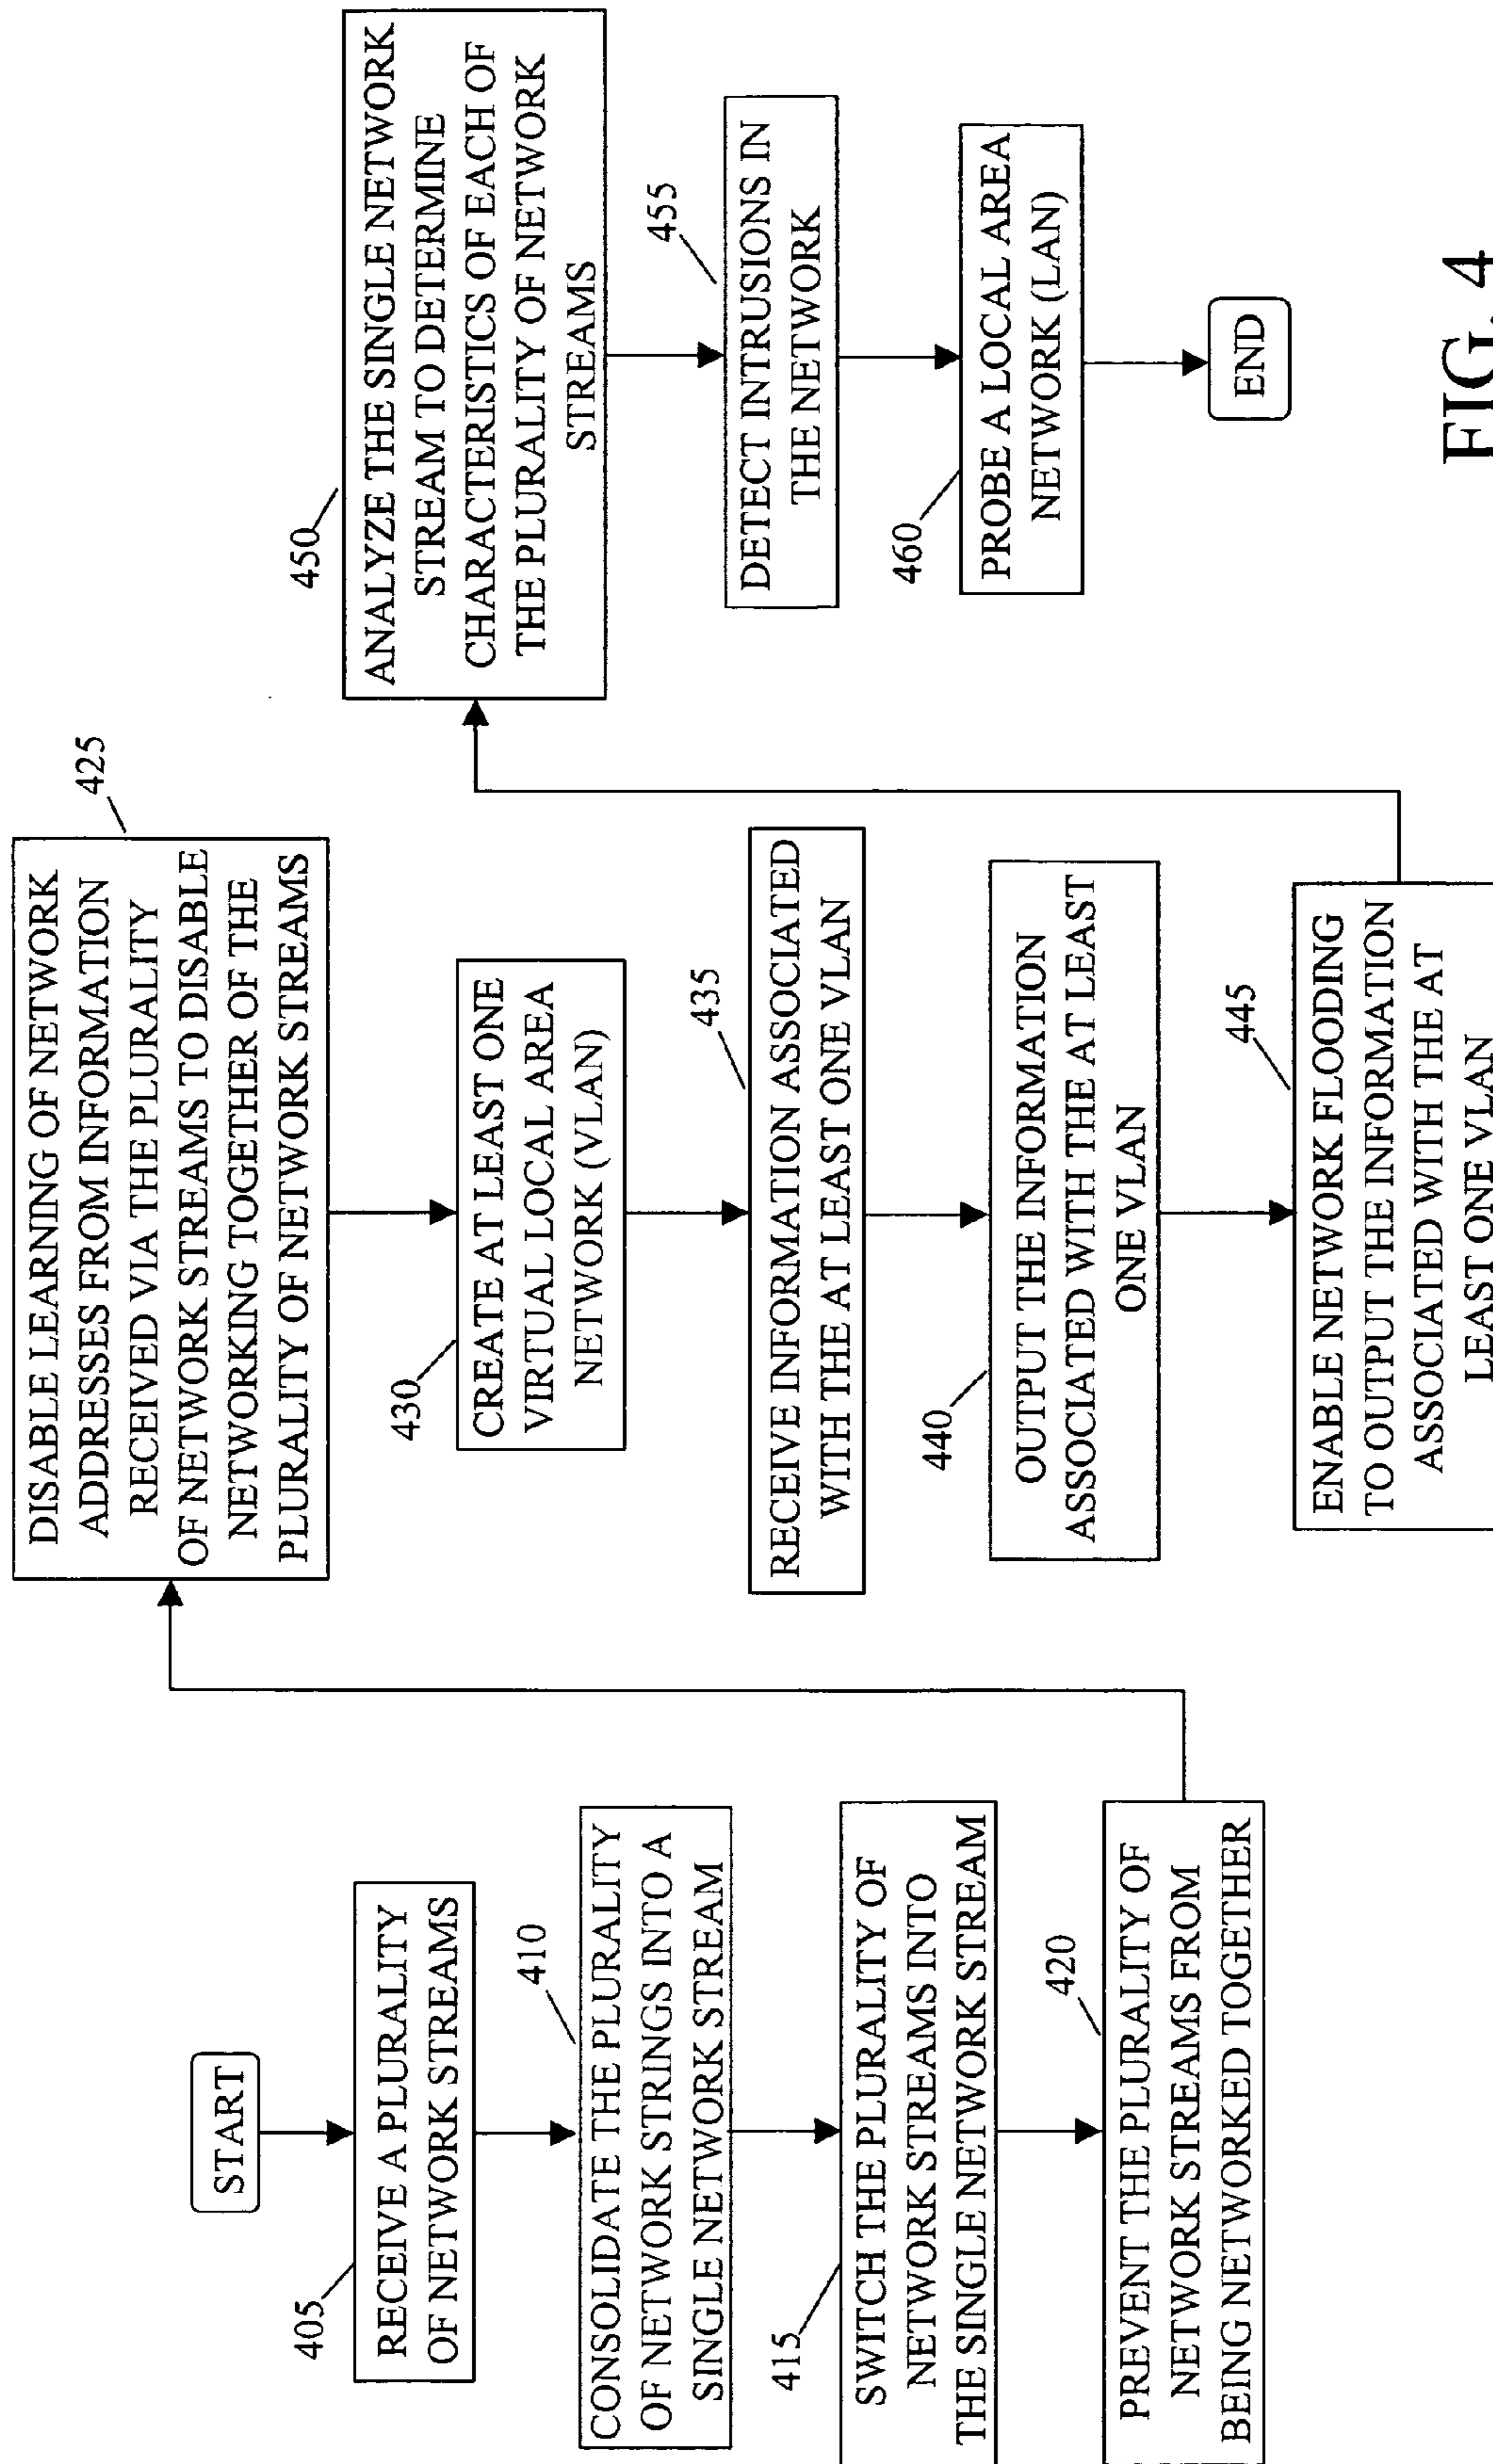 START
405
RECEIVE A PLURALITY
OF NETWORK STREAMS
410
CONSOLIDATE THE PLURALITY
OF NETWORK STRINGS INTO A
SINGLE NETWORK STREAM
415
SWITCH THE PLURALITY OF
NETWORK STREAMS INTO
THE SINGLE NETWORK STREAM
420
PREVENT THE PLURALITY OF
NETWORK STREAMS FROM
BEING NETWORKED TOGETHER
425
DISABLE LEARNING OF NETWORK
ADDRESSES FROM INFORMATION
RECEIVED VIA THE PLURALITY
OF NETWORK STREAMS TO DISABLE
NETWORKING TOGETHER OF THE
PLURALITY OF NETWORK STREAMS
430
CREATE AT LEAST ONE
VIRTUAL LOCAL AREA
NETWORK (VLAN)
435
RECEIVE INFORMATION ASSOCIATED
WITH THE AT LEAST ONE VLAN
440
OUTPUT THE INFORMATION
ASSOCIATED WITH THE AT LEAST
ONE VLAN
445
ENABLE NETWORK FLOODING
TO OUTPUT THE INFORMATION
ASSOCIATED WITH THE AT
LEAST ONE VLAN
450
ANALYZE THE SINGLE NETWORK
STREAM TO DETERMINE
CHARACTERISTICS OF EACH OF
THE PLURALITY OF NETWORK
STREAMS
455
DETECT INTRUSIONS IN
THE NETWORK
460
PROBE A LOCAL AREA
NETWORK (LAN)
END
FIG. 4